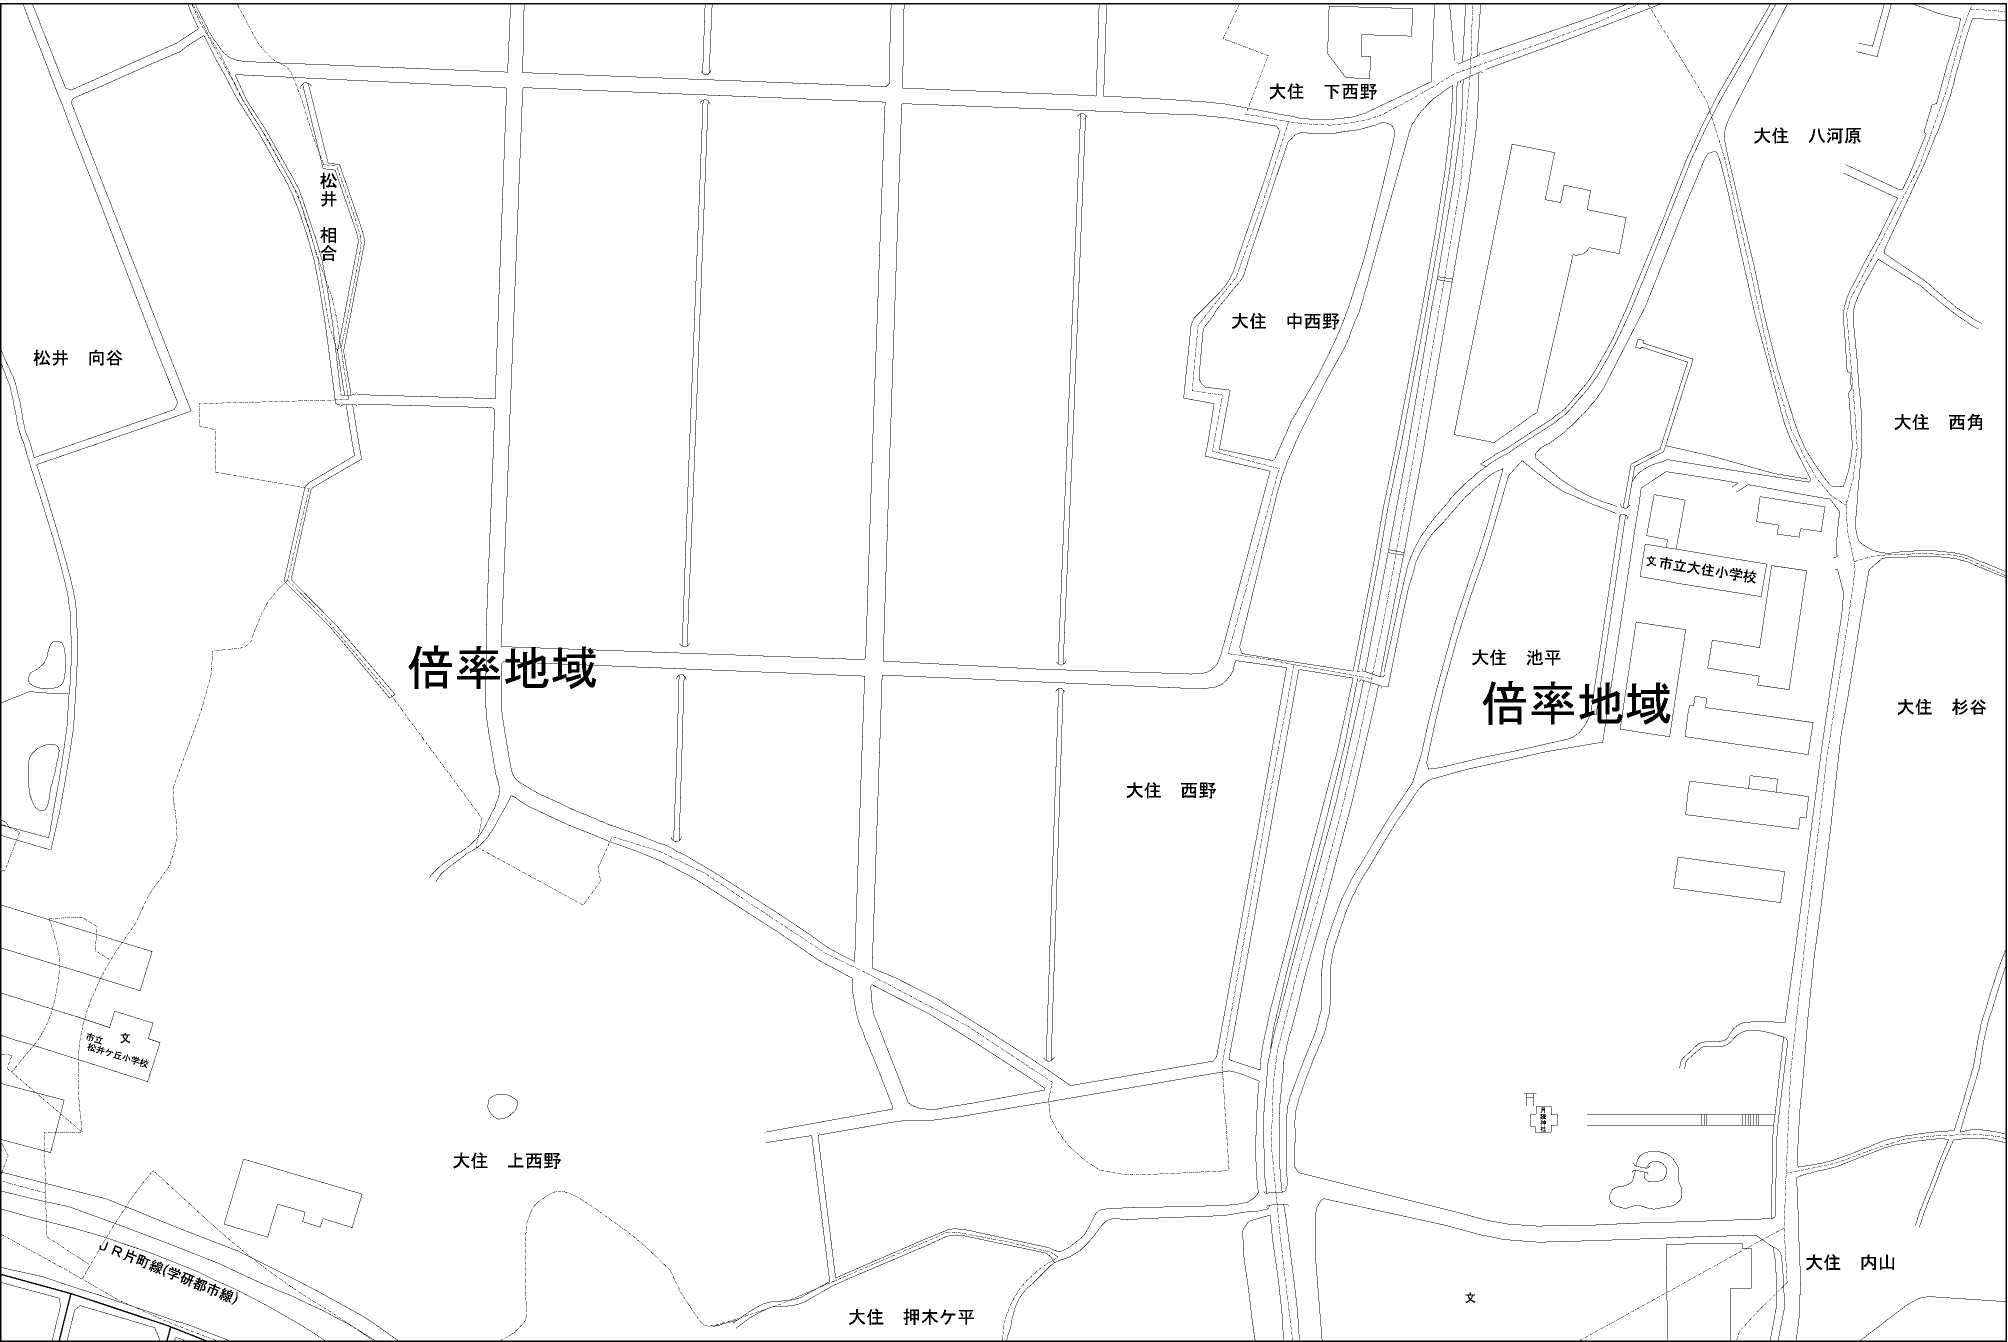 大住　下西野
大住　八河原
松井　相合
大住　中西野
松井　向谷
大住　西角
文 市立大住小学校
倍率地域
大住　池平
倍率地域
大住　杉谷
大住　西野
市立　文
松井ケ丘小学校
月読神社
大住　上西野
ＪＲ片町線(学研都市線)
大住　内山
文
大住　押木ケ平